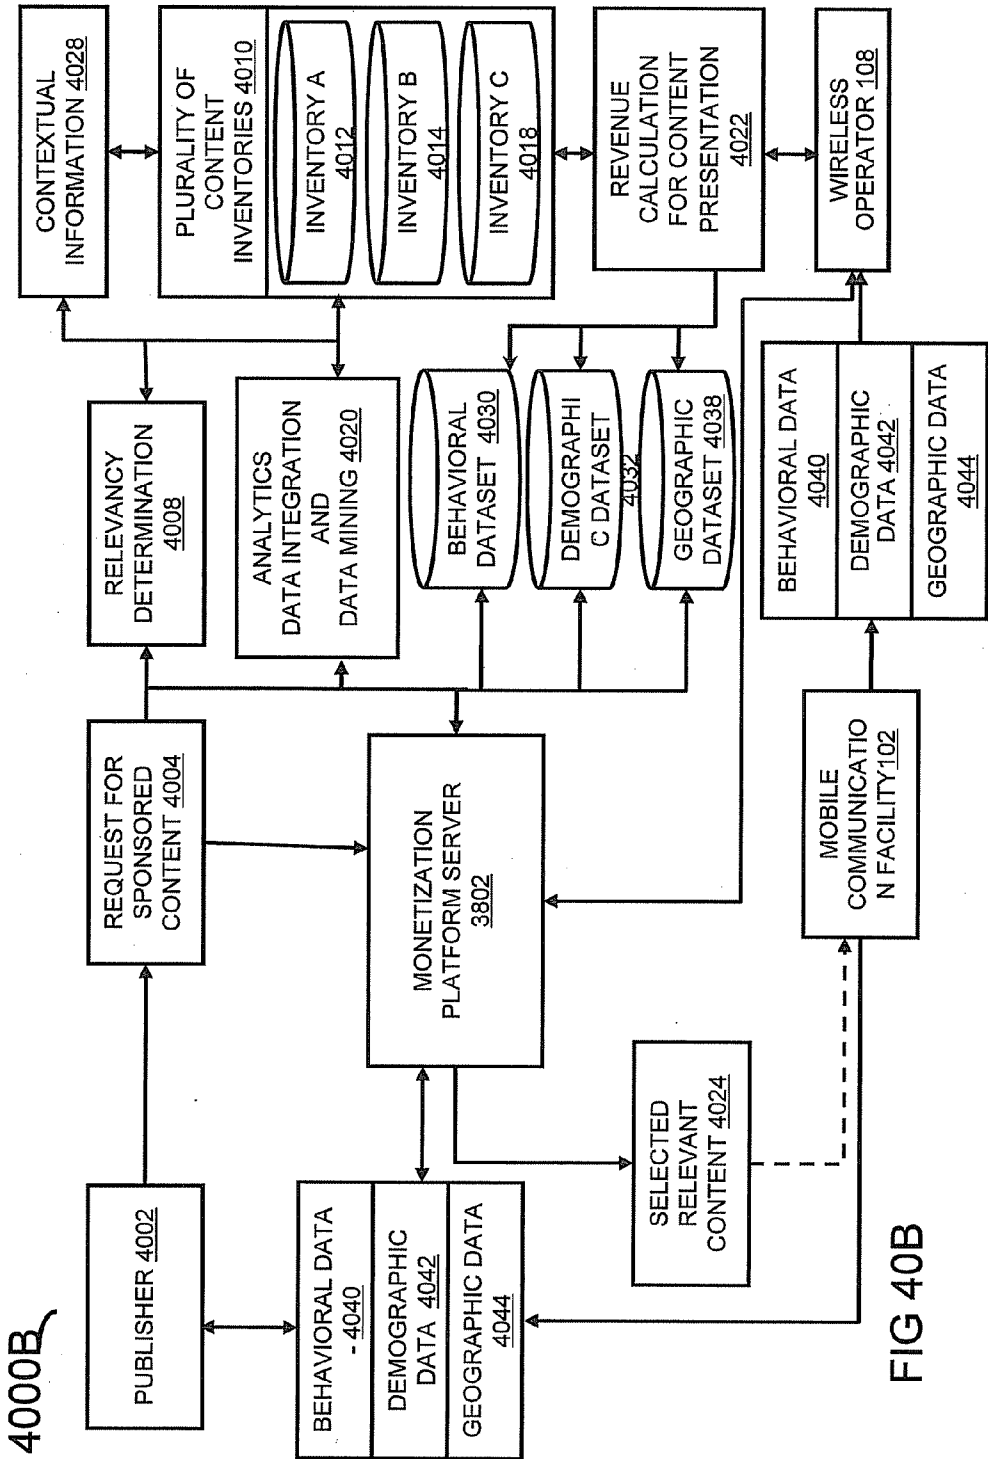 4000B
PUBLISHER 4002
REQUEST FOR
SPONSORED
CONTENT 4004
RELEVANCY
DETERMINATION
4008
CONTEXTUAL
INFORMATION 4028
PLURALITY OF
CONTENT
INVENTORIES 4010
INVENTORY A
4012
INVENTORY B
4014
INVENTORY C
4018
ANALYTICS
DATA INTEGRATION
AND
DATA MINING 4020
BEHAVIORAL DATA
- 4040
DEMOGRAPHIC
DATA 4042
GEOGRAPHIC DATA
4044
MONETIZATION
PLATFORM SERVER
3802
BEHAVIORAL
DATASET 4030
DEMOGRAPHI
C DATASET
4032
GEOGRAPHIC
DATASET 4038
REVENUE
CALCULATION
FOR CONTENT
PRESENTATION
4022
SELECTED
RELEVANT
CONTENT 4024
MOBILE
COMMUNICATIO
N FACILITY102
BEHAVIORAL DATA
4040
DEMOGRAPHIC
DATA 4042
GEOGRAPHIC DATA
4044
WIRELESS
OPERATOR 108
FIG 40B